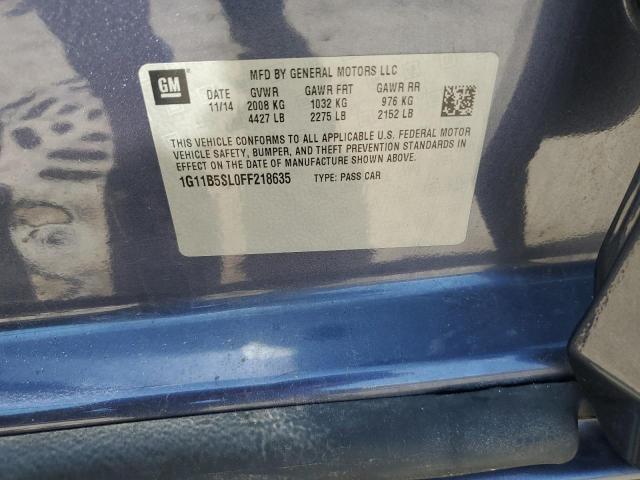 GM
MFD BY GENERAL MOTORS LLC
DATE GVWR GAWR FRT GAWR RR
11/14 2008 KG 1032 KG 976 KG
4427 LB 2275 LB 2152 LB
THIS VEHICLE CONFORMS TO ALL APPLICABLE U.S. FEDERAL MOTOR
VEHICLE SAFETY, BUMPER, AND THEFT PREVENTION STANDARDS IN
EFFECT ON THE DATE OF MANUFACTURE SHOWN ABOVE.
1G11B5SL0FF218635 TYPE: PASS CAR